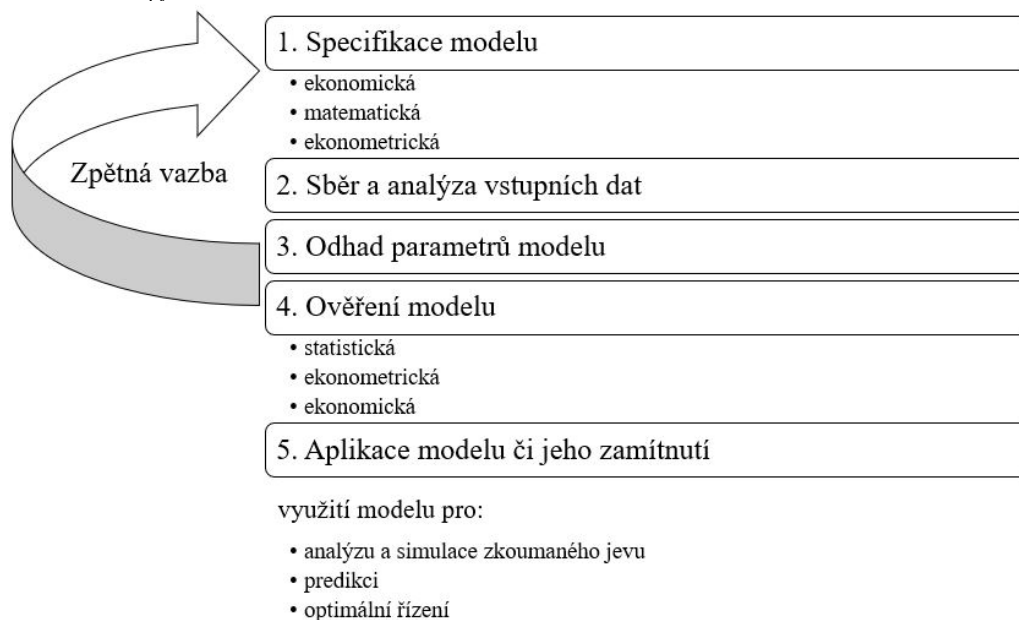 1. Specifikace modelu
• ekonomická
• matematická
• ekonometrická
Zpětná vazba
2. Sběr a analýza vstupních dat
3. Odhad parametrů modelu
4. Ověření modelu
• statistická
• ekonometrická
• ekonomická
5. Aplikace modelu či jeho zamítnutí
využití modelu pro:
• analýzu a simulace zkoumaného jevu
• predikci
• optimální řízení